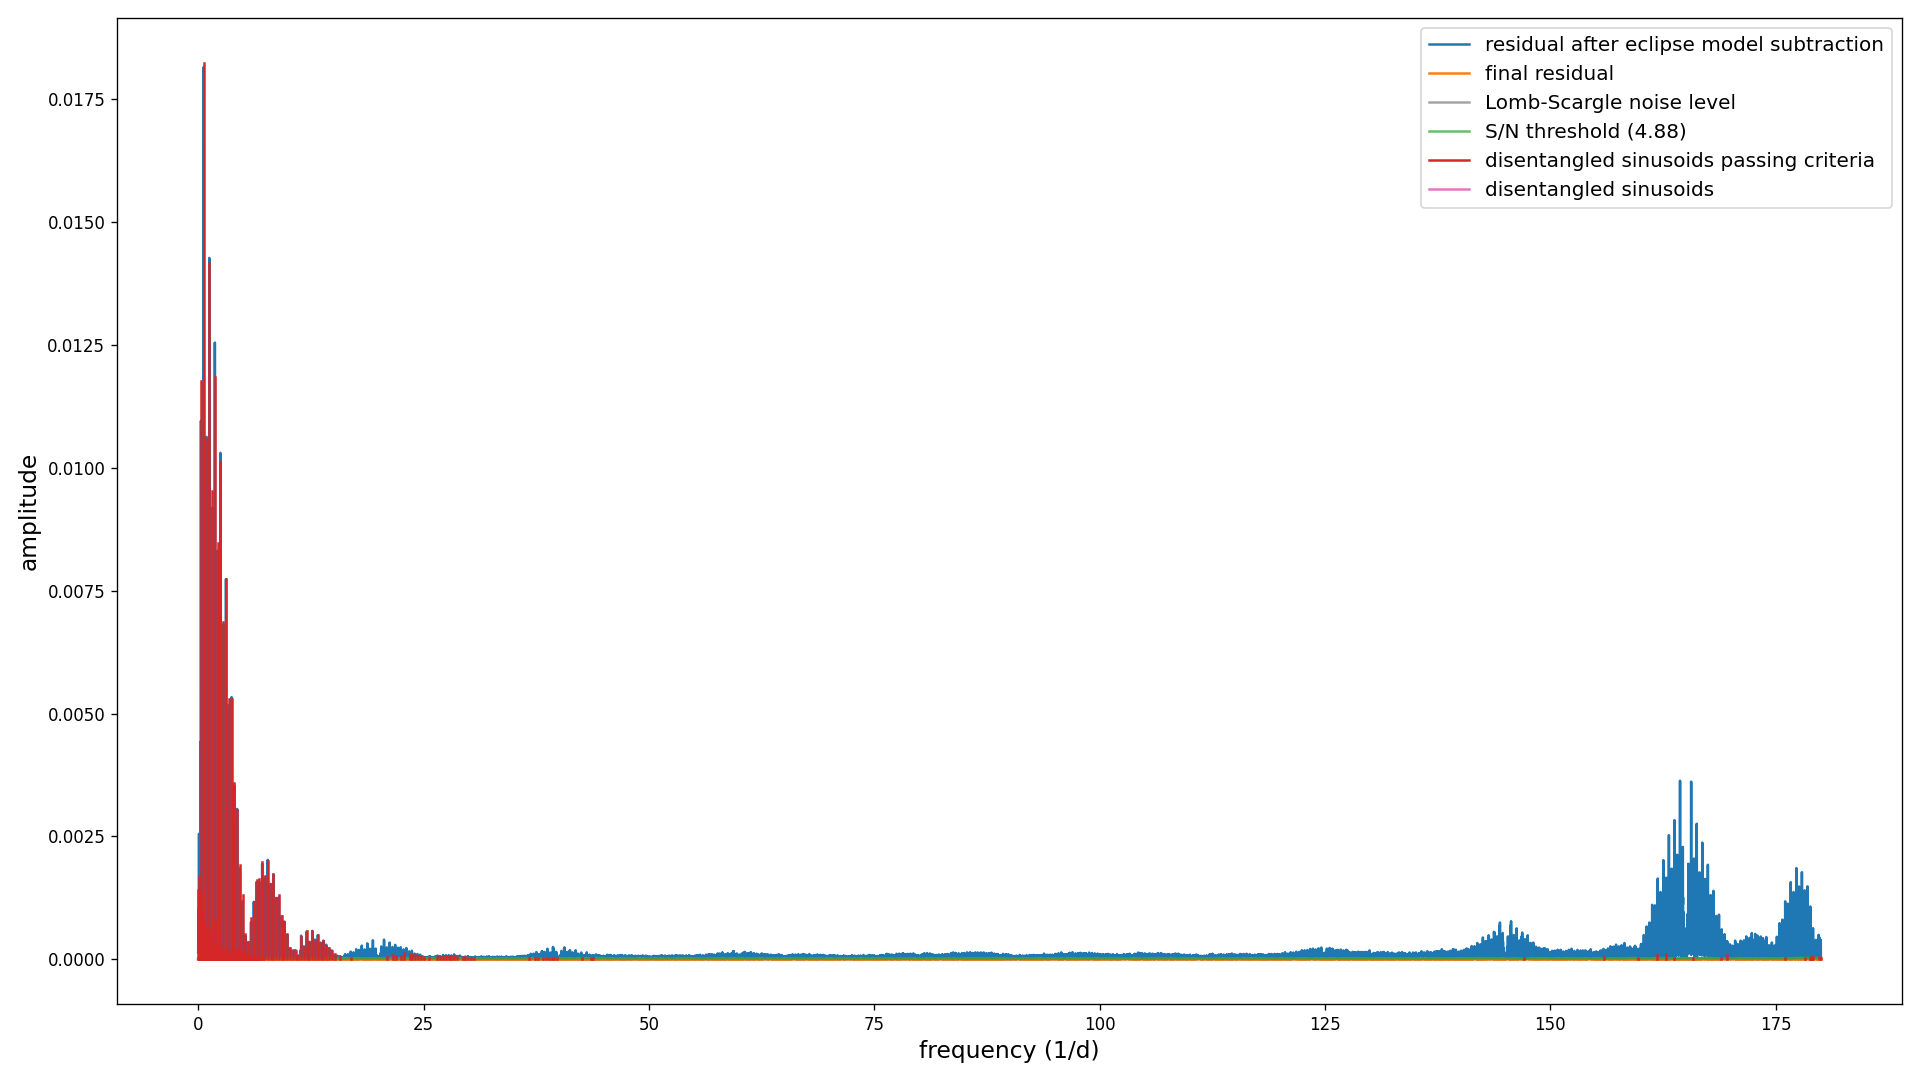 residual after eclipse model subtraction
final residual
Lomb-Scargle noise level
S/N threshold (4.88)
disentangled sinusoids passing criteria
disentangled sinusoids
0.0175
0.0150
0.0125
0.0100
0.0075
0.0050
0.0025
0.0000
amplitude
0 25 50 75 100 125 150 175
frequency (1/d)